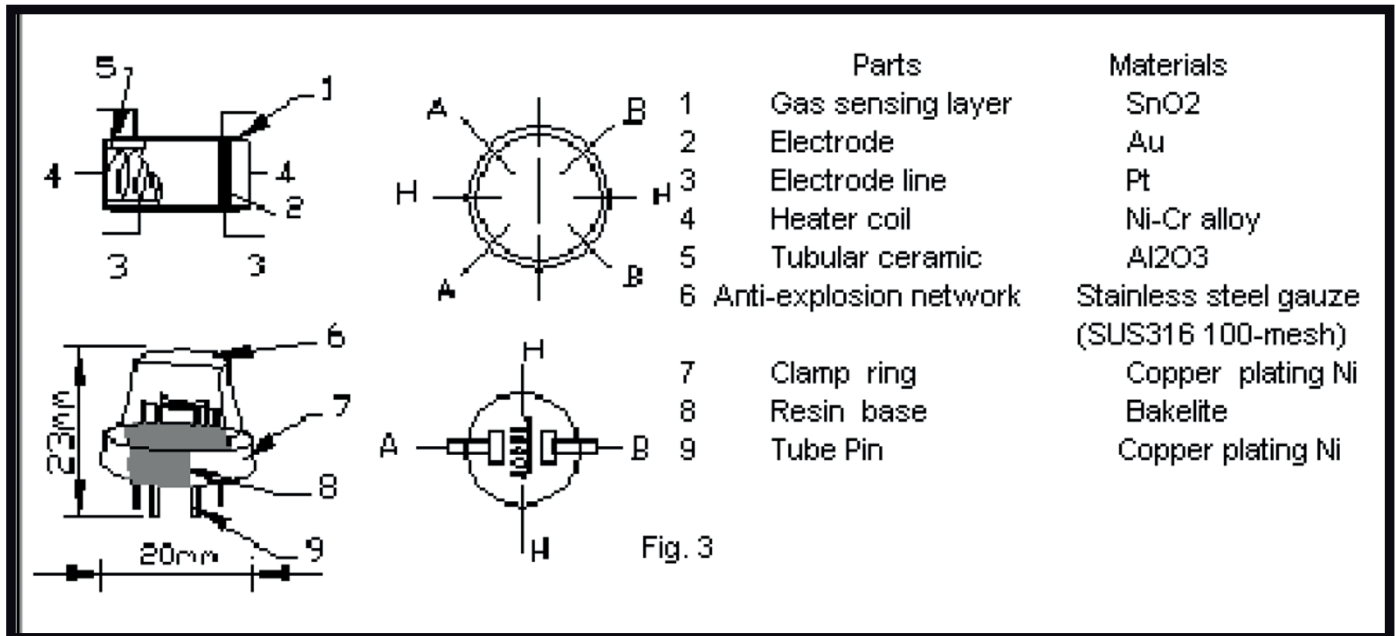 Parts Materials
1 Gas sensing layer SnO2
2 Electrode Au
3 Electrode line Pt
4 Heater coil Ni-Cr alloy
5 Tubular ceramic Al2O3
6 Anti-explosion network Stainless steel gauze
(SUS316 100-mesh)
7 Clamp ring Copper plating Ni
8 Resin base Bakelite
9 Tube Pin Copper plating Ni
5
1
4 4
2
3 3
A B
H H
A B
6
7
8
9
23mm
20mm
H
A B
H
Fig. 3